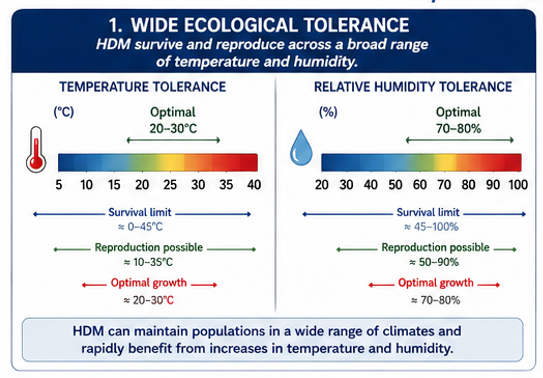 1. WIDE ECOLOGICAL TOLERANCE
HDM survive and reproduce across a broad range
of temperature and humidity.
TEMPERATURE TOLERANCE
(°C)
Optimal
20–30°C
5 10 15 20 25 30 35 40
Survival limit
≈ 0–45°C
Reproduction possible
≈ 10–35°C
Optimal growth
≈ 20–30°C
RELATIVE HUMIDITY TOLERANCE
(%)
Optimal
70–80%
20 30 40 50 60 70 80 90 100
Survival limit
≈ 45–100%
Reproduction possible
≈ 50–90%
Optimal growth
≈ 70–80%
HDM can maintain populations in a wide range of climates and
rapidly benefit from increases in temperature and humidity.